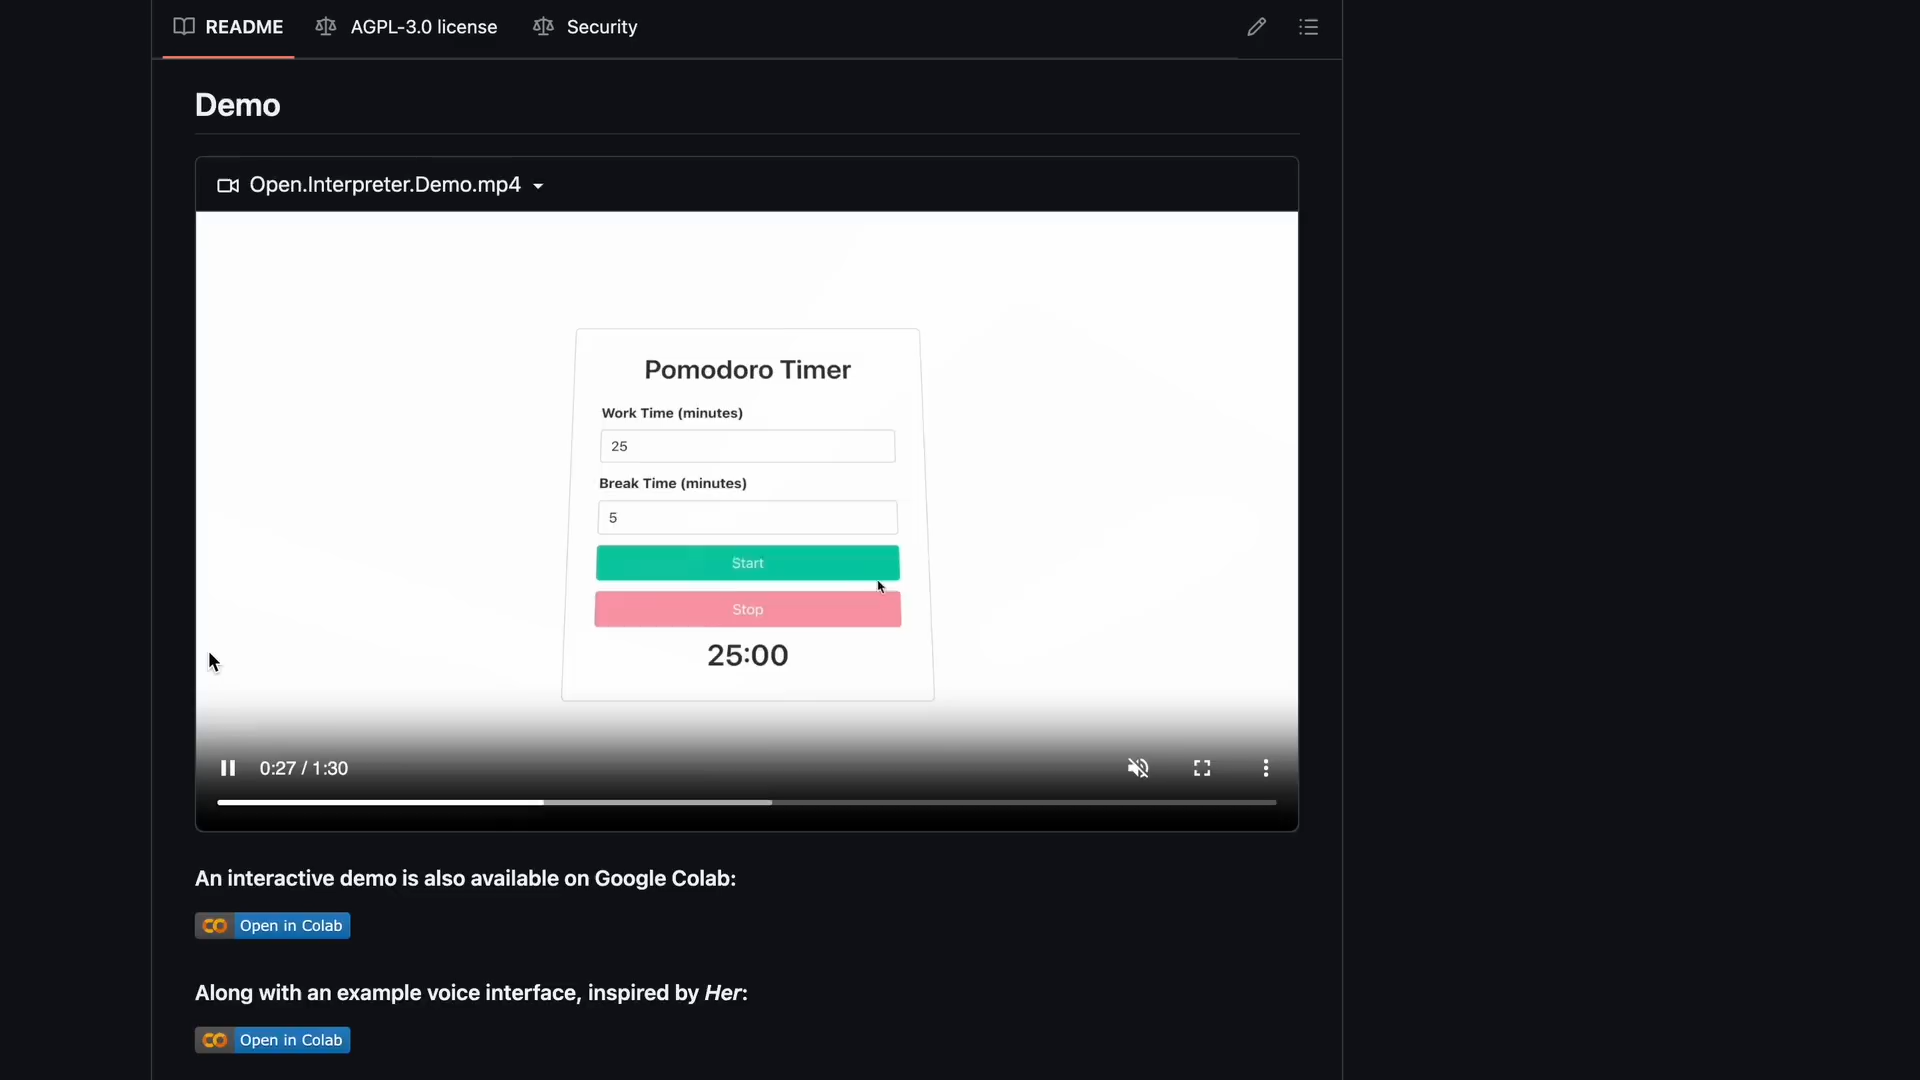 README
AGPL-3.0 license
Security
Demo
Open.Interpreter.Demo.mp4
Pomodoro Timer
Work Time (minutes)
25
Break Time (minutes)
5
Start
Stop
25:00
0:27 / 1:30
An interactive demo is also available on Google Colab:
Open in Colab
Along with an example voice interface, inspired by Her:
Open in Colab